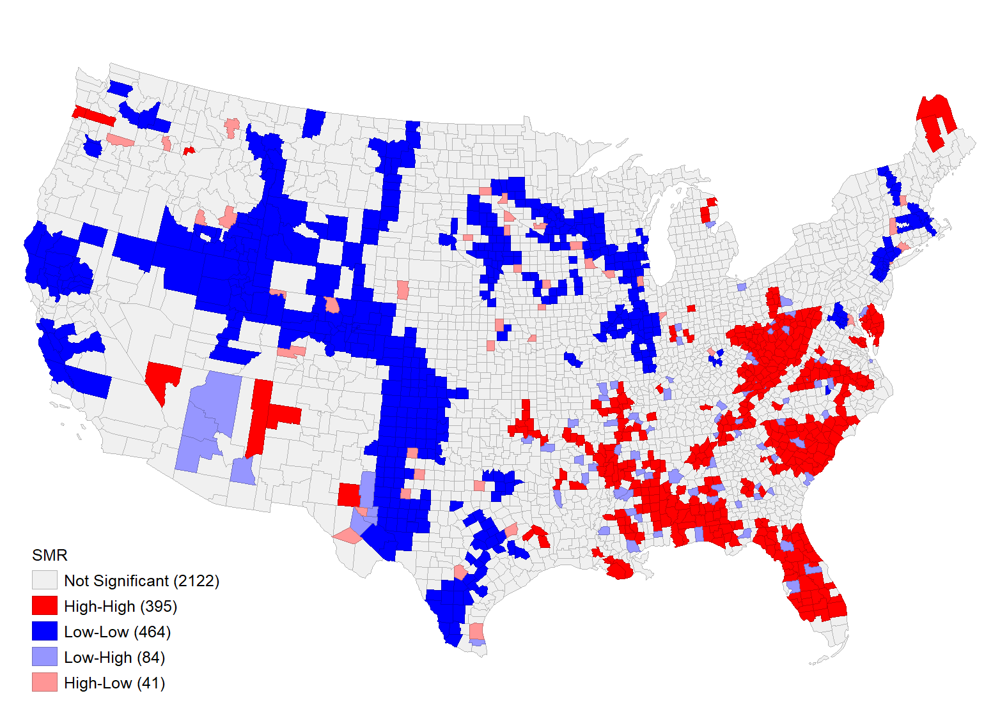 SMR
Not Significant (2122)
High-High (395)
Low-Low (464)
Low-High (84)
High-Low (41)